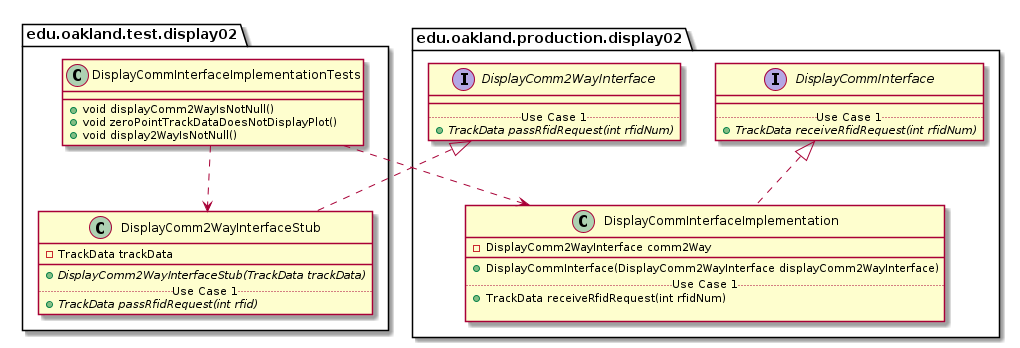 edu.oakland.test.display02
C DisplayCommInterfaceImplementationTests
void displayComm2WayIsNotNull()
void zeroPointTrackDataDoesNotDisplayPlot()
void display2WayIsNotNull()
C DisplayComm2WayInterfaceStub
TrackData trackData
DisplayComm2WayInterfaceStub(TrackData trackData)
Use Case 1
TrackData passRfidRequest(int rfid)
edu.oakland.production.display02
I DisplayComm2WayInterface
Use Case 1
TrackData passRfidRequest(int rfidNum)
I DisplayCommInterface
Use Case 1
TrackData receiveRfidRequest(int rfidNum)
C DisplayCommInterfaceImplementation
DisplayComm2WayInterface comm2Way
DisplayCommInterface(DisplayComm2WayInterface displayComm2WayInterface)
Use Case 1
TrackData receiveRfidRequest(int rfidNum)